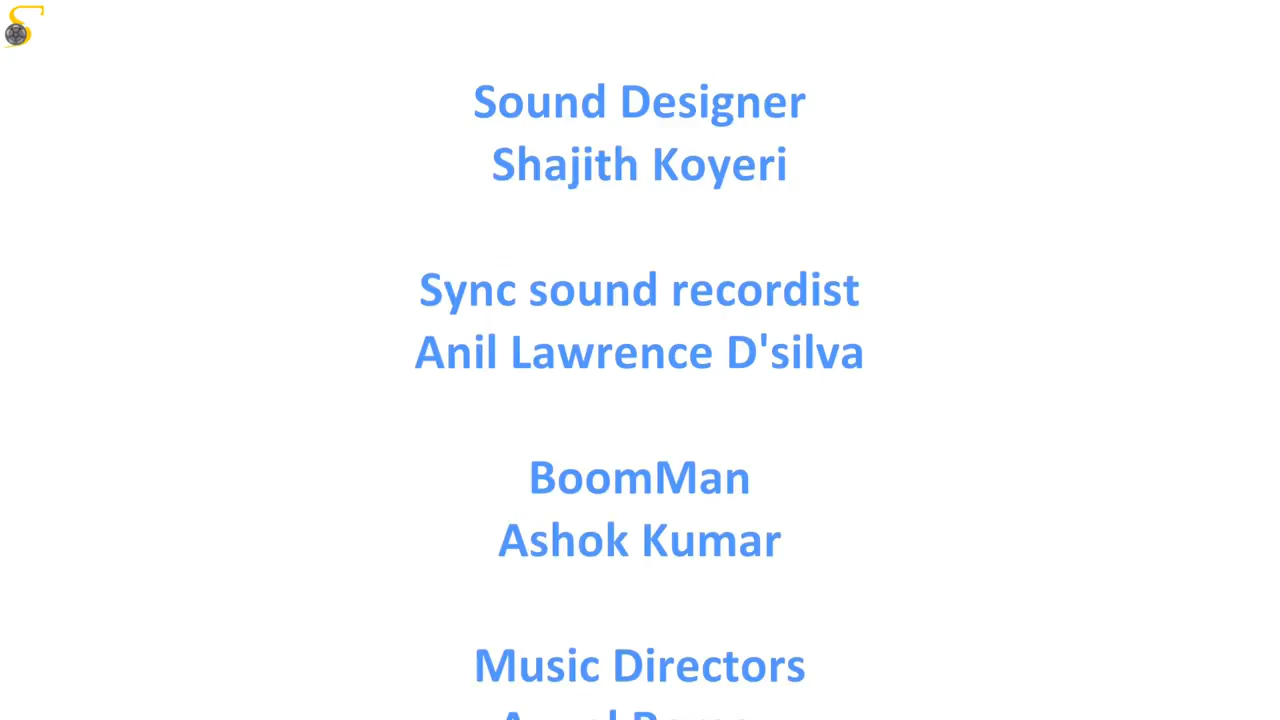 Sound Designer
Shajith Koyeri
Sync sound recordist
Anil Lawrence D'silva
BoomMan
Ashok Kumar
Music Directors